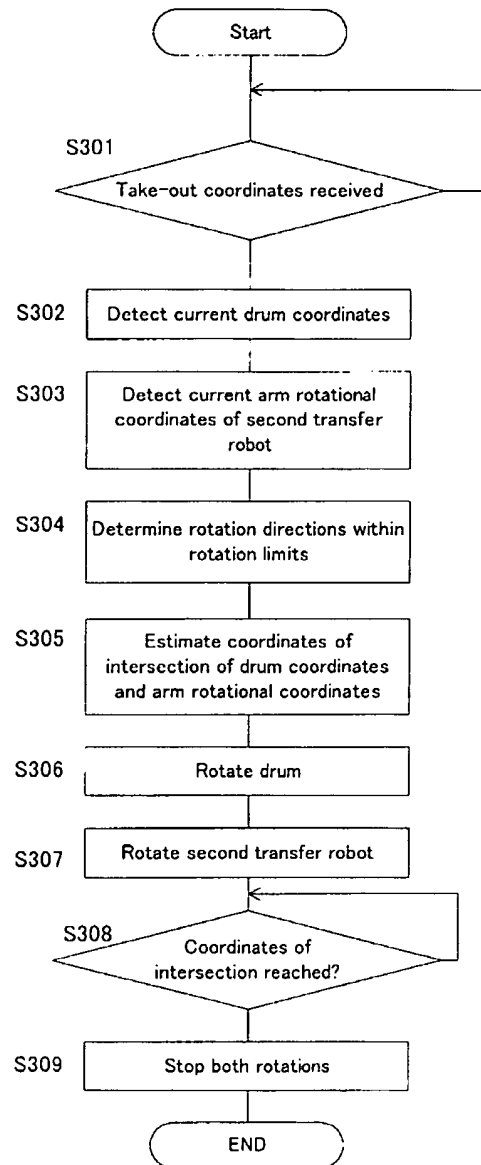 Start
S301
Take-out coordinates received
S302
Detect current drum coordinates
S303
Detect current arm rotational
coordinates of second transfer
robot
S304
Determine rotation directions within
rotation limits
S305
Estimate coordinates of
intersection of drum coordinates
and arm rotational coordinates
S306
Rotate drum
S307
Rotate second transfer robot
S308
Coordinates of
intersection reached?
S309
Stop both rotations
END